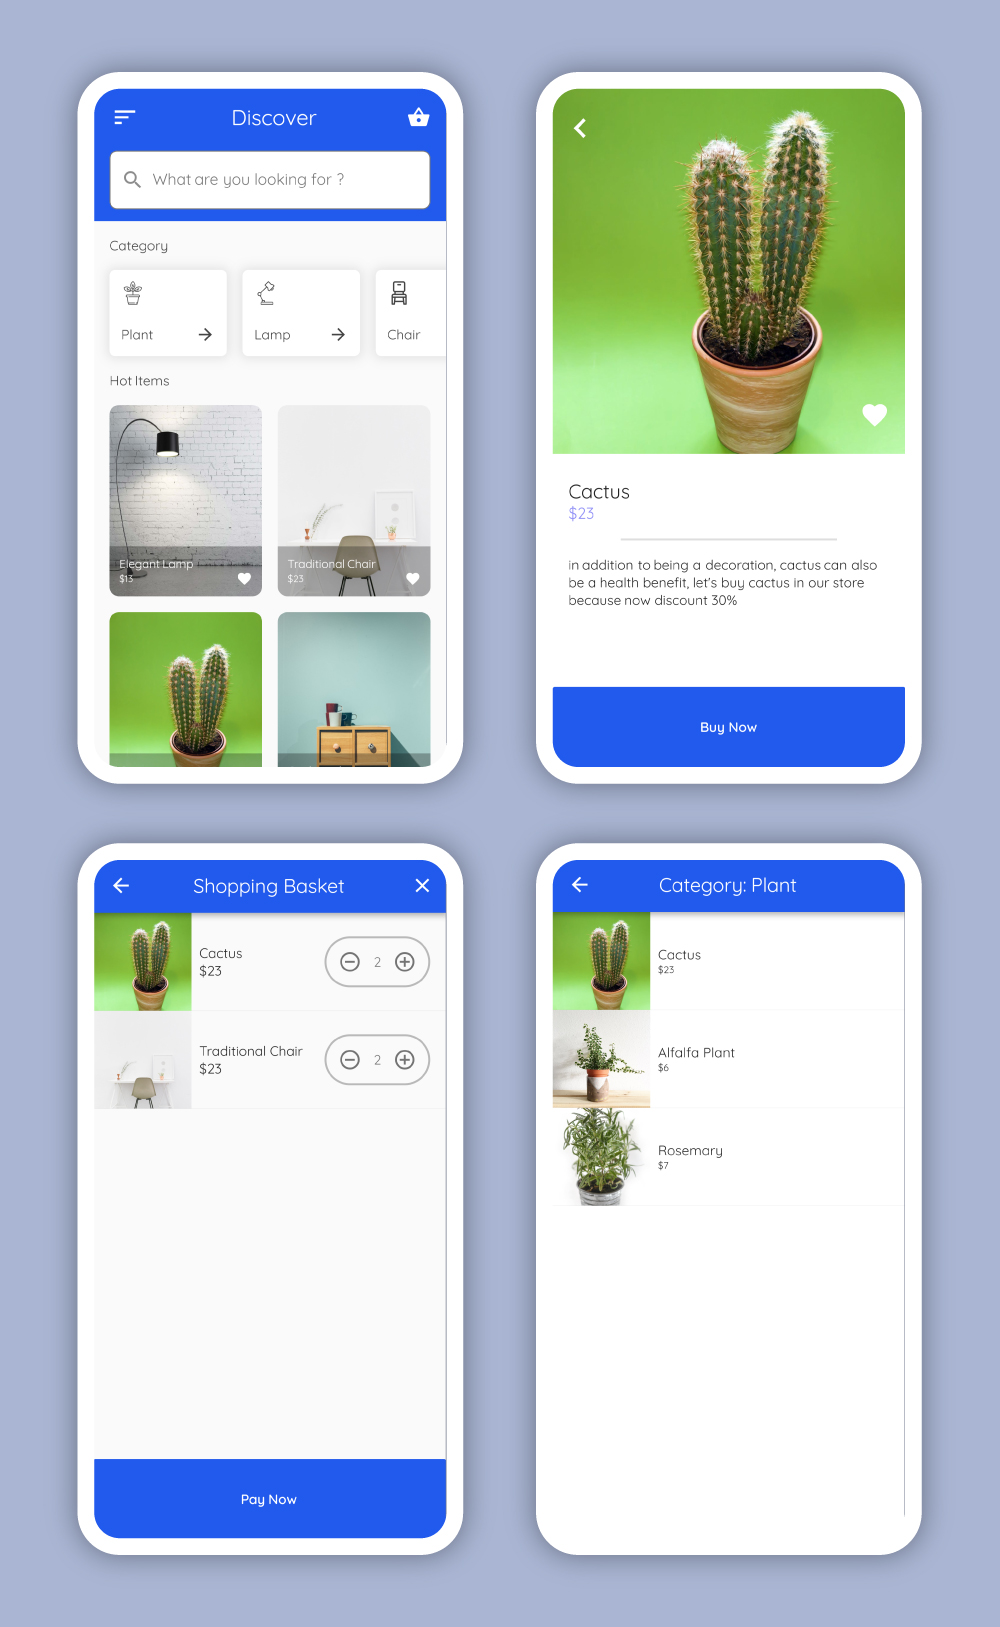 Discover
What are you looking for ?
Category
Plant
Lamp
Chair
Hot Items
Elegant Lamp
$13
Traditional Chair
$23
Cactus
$23
in addition to being a decoration, cactus can also
be a health benefit, let's buy cactus in our store
because now discount 30%
Buy Now
Shopping Basket
Cactus
$23
2
Traditional Chair
$23
2
Pay Now
Category: Plant
Cactus
$23
Alfalfa Plant
$6
Rosemary
$7